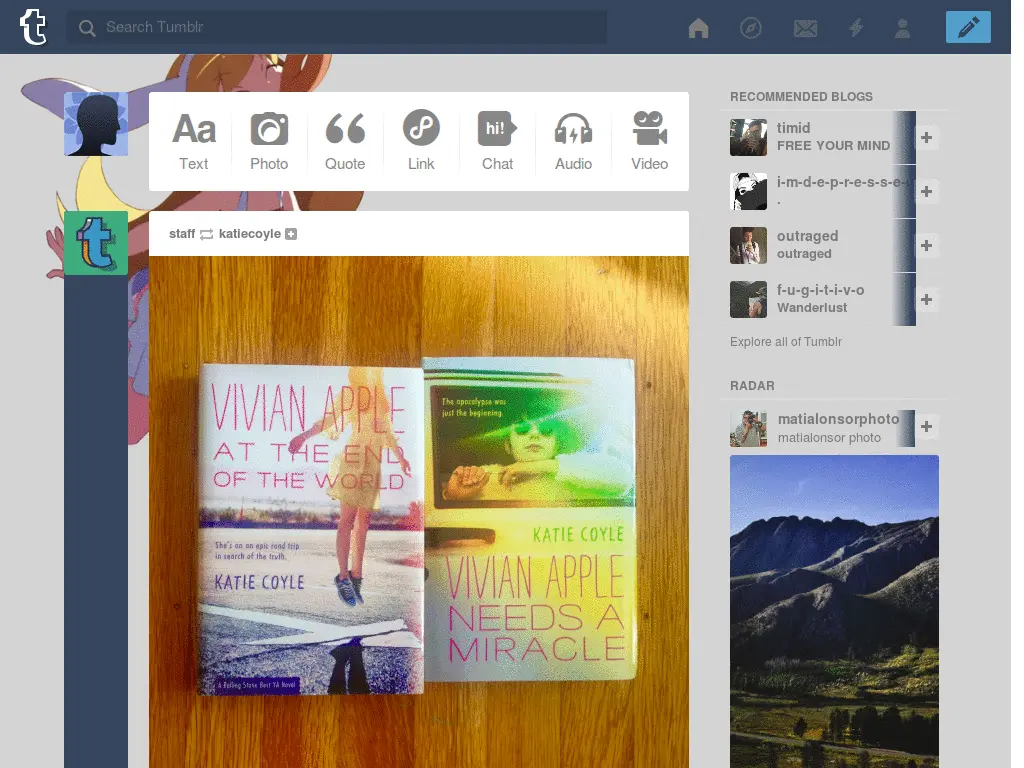 t
Search Tumblr
Aa
hi!
Text
Photo
Quote
Link
Chat
Audio
Video
t
staff katiecoyle
VIVIAN APPLE
AT THE END
OF THE WORLD
She's on an epic road trip
in search of the truth.
KATIE COYLE
A Rolling Stone Best YA Novel
The apocalypse was
just the beginning.
KATIE COYLE
VIVIAN APPLE
NEEDS A
MIRACLE
RECOMMENDED BLOGS
timid
FREE YOUR MIND
i-m-d-e-p-r-e-s-s-e-
.
outraged
outraged
f-u-g-i-t-i-v-o
Wanderlust
Explore all of Tumblr
RADAR
matialonsorphoto
matialonsor photo